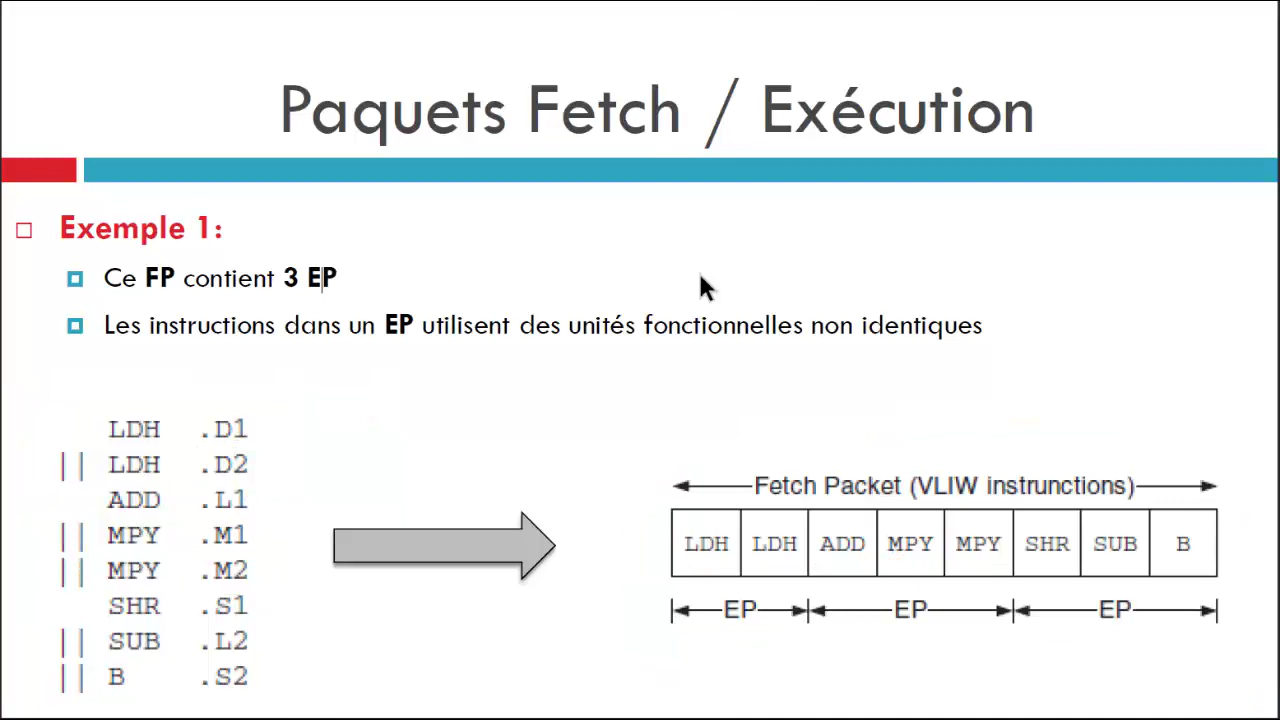 Paquets Fetch / Exécution
Exemple 1:
Ce FP contient 3 EP
Les instructions dans un EP utilisent des unités fonctionnelles non identiques
LDH .D1
|| LDH .D2
ADD .L1
|| MPY .M1
|| MPY .M2
SHR .S1
|| SUB .L2
|| B .S2
Fetch Packet (VLIW instrunctions)
LDH LDH ADD MPY MPY SHR SUB B
EP EP EP